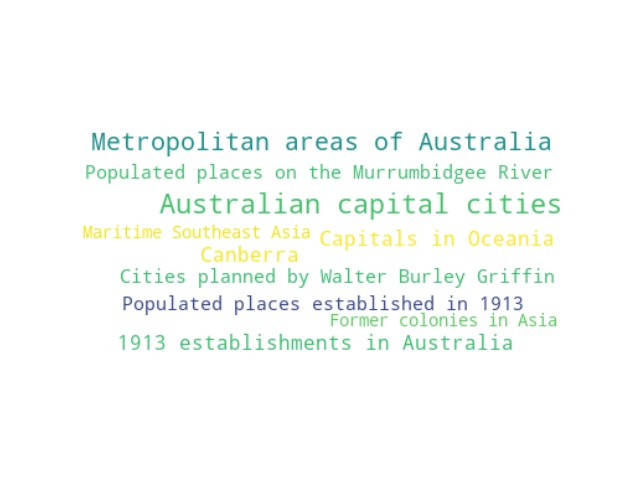 Metropolitan areas of Australia
Populated places on the Murrumbidgee River
Australian capital cities
Maritime Southeast Asia
Capitals in Oceania
Canberra
Cities planned by Walter Burley Griffin
Populated places established in 1913
Former colonies in Asia
1913 establishments in Australia